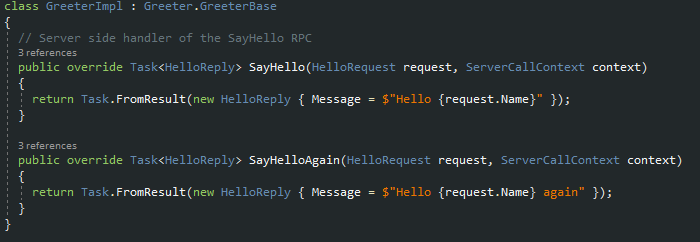 class GreeterImpl : Greeter.GreeterBase
{
// Server side handler of the SayHello RPC
3 references
public override Task<HelloReply> SayHello(HelloRequest request, ServerCallContext context)
{
return Task.FromResult(new HelloReply { Message = $"Hello {request.Name}" });
}
3 references
public override Task<HelloReply> SayHelloAgain(HelloRequest request, ServerCallContext context)
{
return Task.FromResult(new HelloReply { Message = $"Hello {request.Name} again" });
}
}